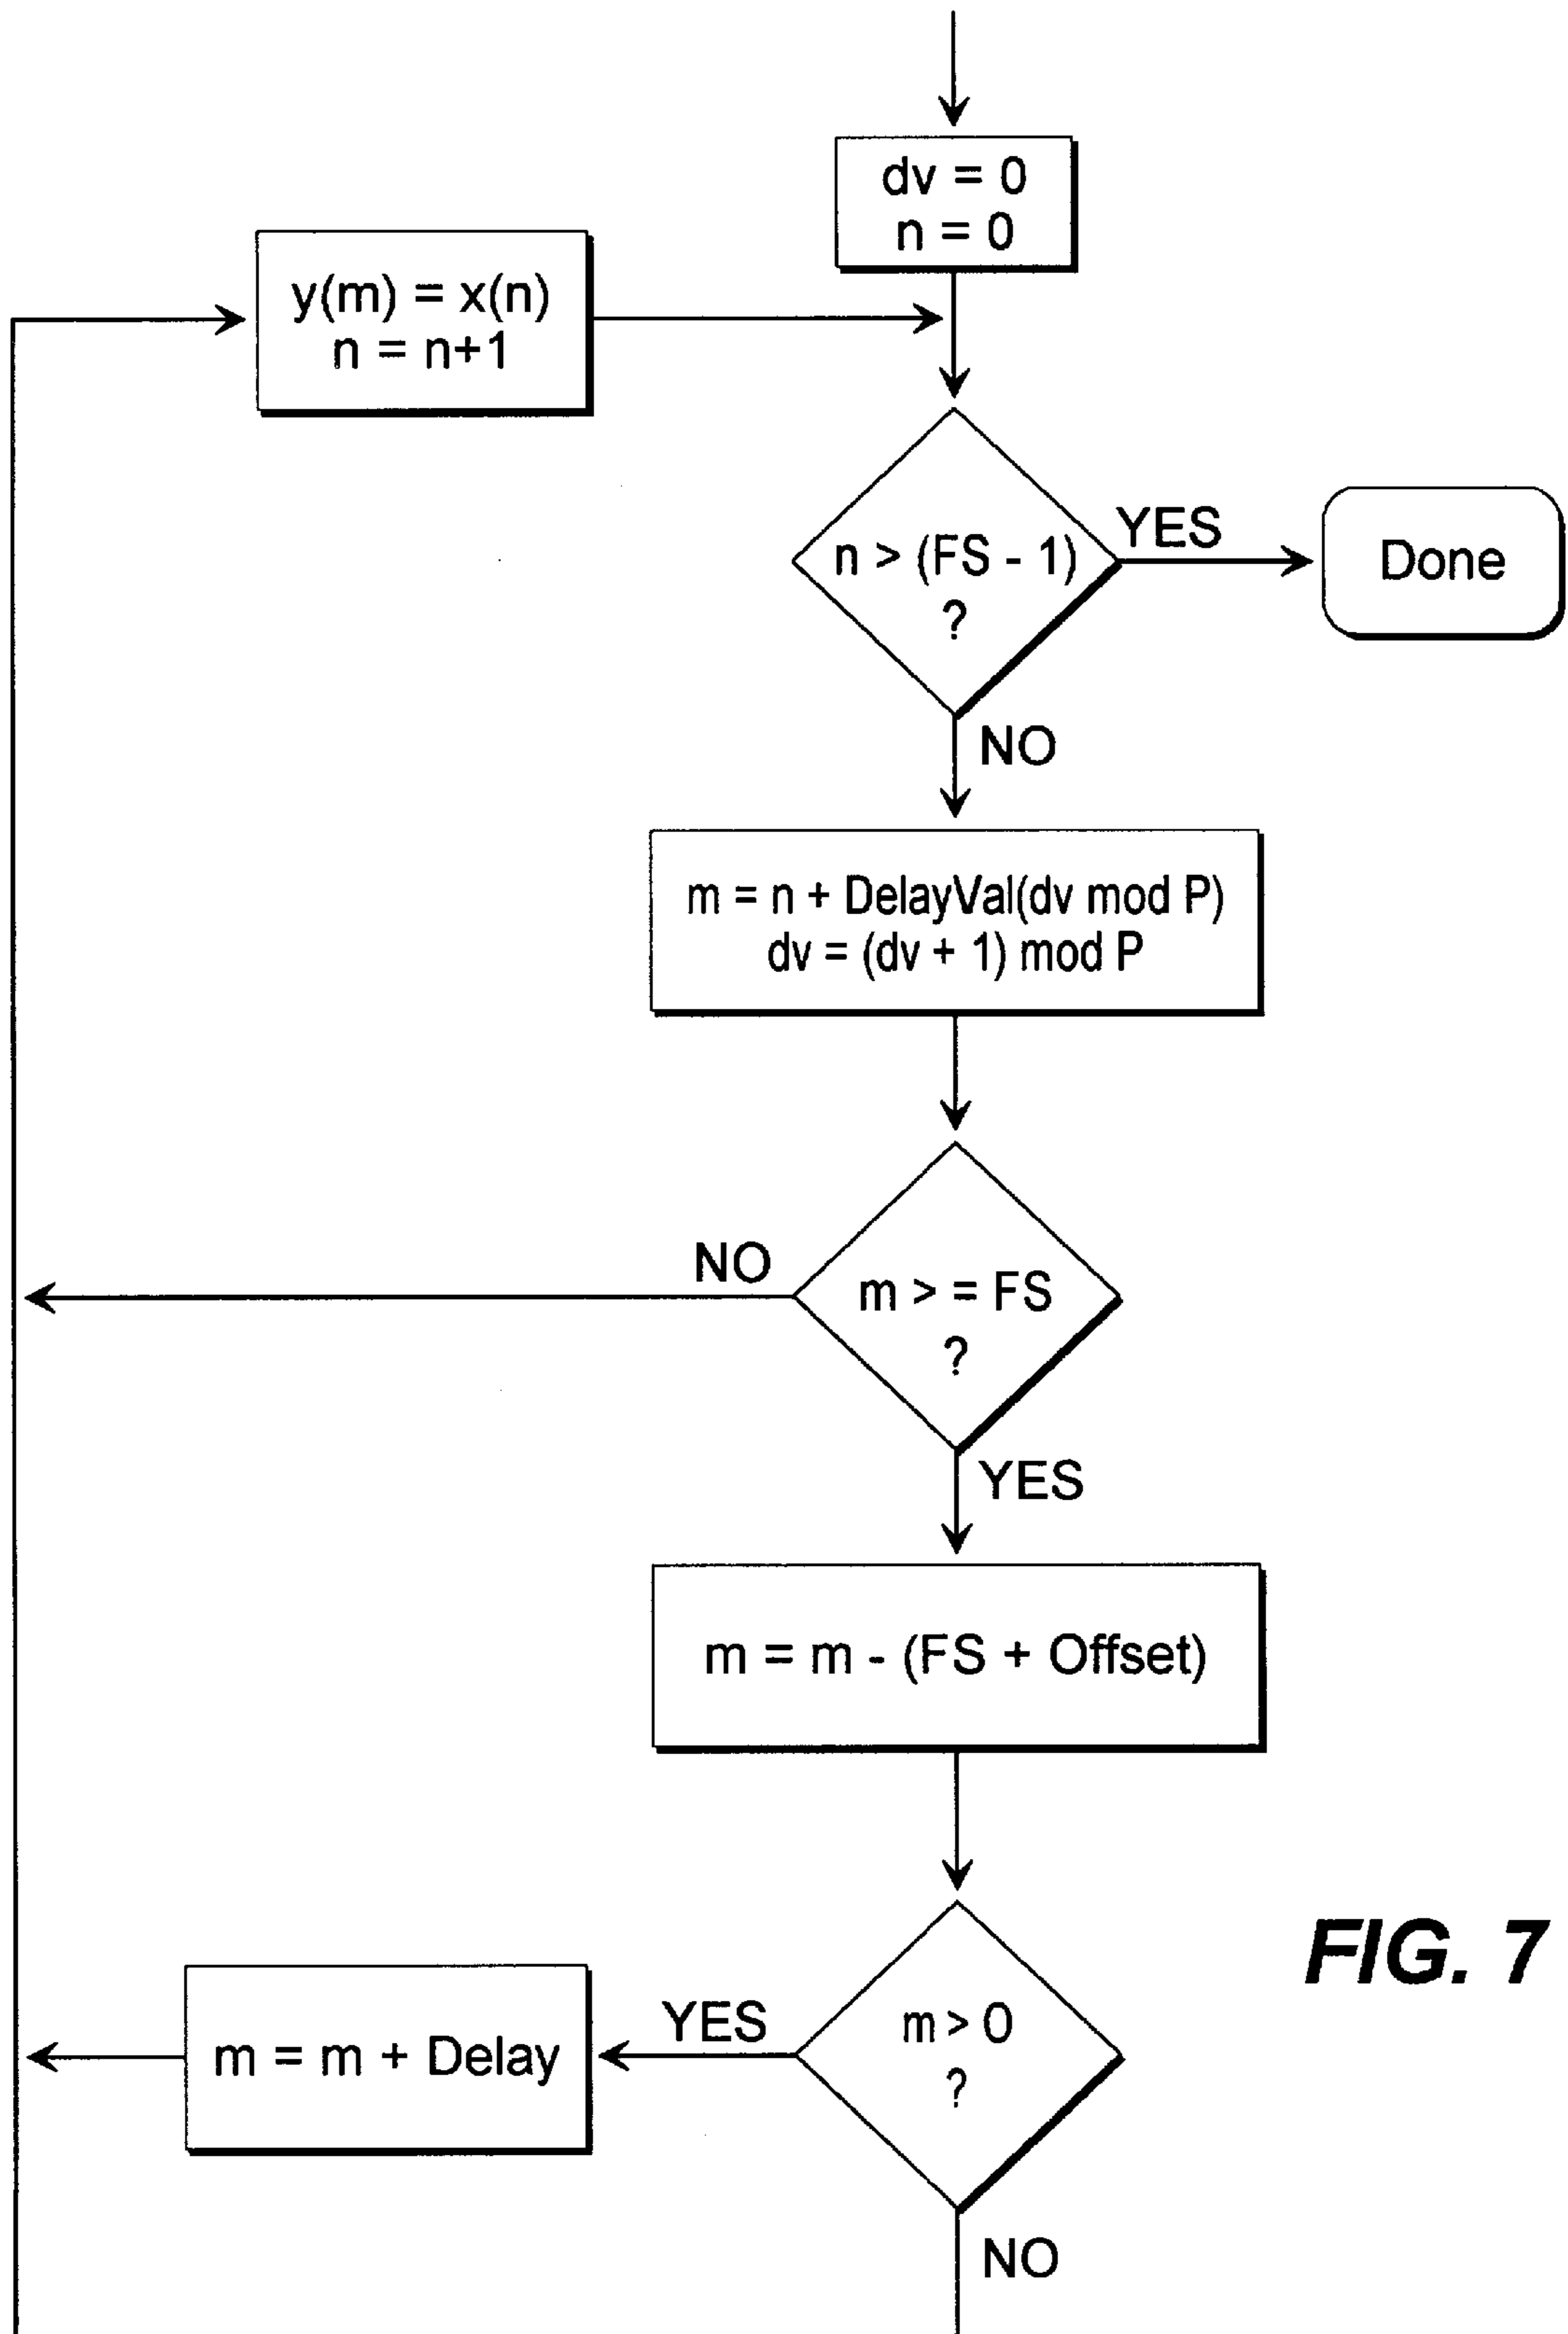 dv = 0
n = 0
y(m) = x(n)
n = n+1
n > (FS - 1)
?
YES
Done
NO
m = n + DelayVal(dv mod P)
dv = (dv + 1) mod P
NO
m > = FS
?
YES
m = m - (FS + Offset)
m > 0
?
YES
m = m + Delay
NO
FIG. 7